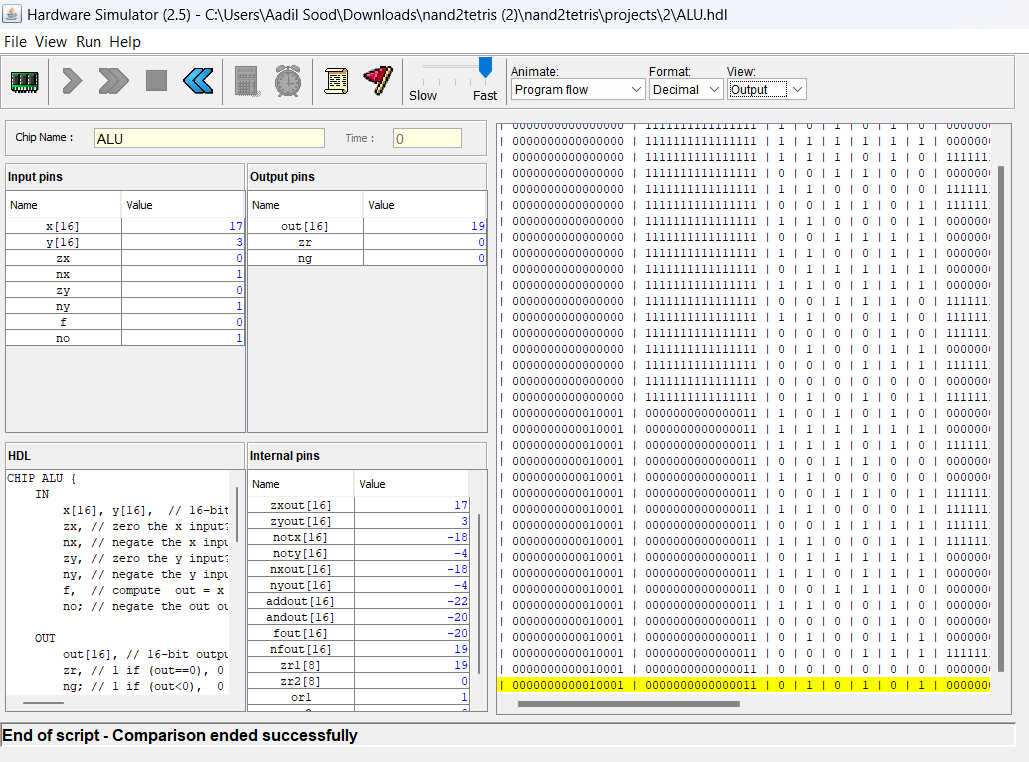 Hardware Simulator (2.5) - C:\Users\Aadil Sood\Downloads\nand2tetris (2)\nand2tetris\projects\2\ALU.hdl
File View Run Help
Slow Fast
Animate: Format: View:
Program flow Decimal Output
Chip Name : ALU Time : 0
Input pins
Name Value
x[16] 17
y[16] 3
zx 0
nx 1
zy 0
ny 1
f 0
no 1
Output pins
Name Value
out[16] 19
zr 0
ng 0
HDL
CHIP ALU {
IN
x[16], y[16],  // 16-bit
zx, // zero the x input?
nx, // negate the x inpu
zy, // zero the y input?
ny, // negate the y inpu
f,  // compute  out = x
no; // negate the out ou
OUT
out[16], // 16-bit outpu
zr, // 1 if (out==0), 0
ng; // 1 if (out<0),  0
Internal pins
Name Value
zxout[16] 17
zyout[16] 3
notx[16] -18
noty[16] -4
nxout[16] -18
nyout[16] -4
addout[16] -22
andout[16] -20
fout[16] -20
nfout[16] 19
zr1[8] 19
zr2[8] 0
or1 1
| 0000000000000000 | 1111111111111111 | 1 | 0 | 1 | 0 | 1 | 0 | 000000
| 0000000000000000 | 1111111111111111 | 1 | 1 | 1 | 1 | 1 | 1 | 000000
| 0000000000000000 | 1111111111111111 | 1 | 1 | 1 | 0 | 1 | 0 | 111111
| 0000000000000000 | 1111111111111111 | 0 | 0 | 1 | 1 | 0 | 0 | 000000
| 0000000000000000 | 1111111111111111 | 1 | 1 | 0 | 0 | 0 | 0 | 111111
| 0000000000000000 | 1111111111111111 | 0 | 0 | 1 | 1 | 0 | 1 | 111111
| 0000000000000000 | 1111111111111111 | 1 | 1 | 0 | 0 | 0 | 1 | 000000
| 0000000000000000 | 1111111111111111 | 0 | 0 | 1 | 1 | 1 | 1 | 000000
| 0000000000000000 | 1111111111111111 | 1 | 1 | 0 | 0 | 1 | 1 | 000000
| 0000000000000000 | 1111111111111111 | 0 | 1 | 1 | 1 | 1 | 1 | 000000
| 0000000000000000 | 1111111111111111 | 1 | 1 | 0 | 1 | 1 | 1 | 000000
| 0000000000000000 | 1111111111111111 | 0 | 0 | 1 | 1 | 1 | 0 | 111111
| 0000000000000000 | 1111111111111111 | 1 | 1 | 0 | 0 | 1 | 0 | 111111
| 0000000000000000 | 1111111111111111 | 0 | 0 | 0 | 0 | 1 | 0 | 111111
| 0000000000000000 | 1111111111111111 | 0 | 1 | 0 | 0 | 1 | 1 | 000000
| 0000000000000000 | 1111111111111111 | 0 | 0 | 0 | 1 | 1 | 1 | 111111
| 0000000000000000 | 1111111111111111 | 0 | 0 | 0 | 0 | 0 | 0 | 000000
| 0000000000000000 | 1111111111111111 | 0 | 1 | 0 | 1 | 0 | 1 | 111111
| 0000000000010001 | 0000000000000011 | 1 | 0 | 1 | 0 | 1 | 0 | 000000
| 0000000000010001 | 0000000000000011 | 1 | 1 | 1 | 1 | 1 | 1 | 000000
| 0000000000010001 | 0000000000000011 | 1 | 1 | 1 | 0 | 1 | 0 | 111111
| 0000000000010001 | 0000000000000011 | 0 | 0 | 1 | 1 | 0 | 0 | 000000
| 0000000000010001 | 0000000000000011 | 1 | 1 | 0 | 0 | 0 | 0 | 000000
| 0000000000010001 | 0000000000000011 | 0 | 0 | 1 | 1 | 0 | 1 | 111111
| 0000000000010001 | 0000000000000011 | 1 | 1 | 0 | 0 | 0 | 1 | 111111
| 0000000000010001 | 0000000000000011 | 0 | 0 | 1 | 1 | 1 | 1 | 111111
| 0000000000010001 | 0000000000000011 | 1 | 1 | 0 | 0 | 1 | 1 | 111111
| 0000000000010001 | 0000000000000011 | 0 | 1 | 1 | 1 | 1 | 1 | 000000
| 0000000000010001 | 0000000000000011 | 1 | 1 | 0 | 1 | 1 | 1 | 000000
| 0000000000010001 | 0000000000000011 | 0 | 0 | 1 | 1 | 1 | 0 | 000000
| 0000000000010001 | 0000000000000011 | 1 | 1 | 0 | 0 | 1 | 0 | 000000
| 0000000000010001 | 0000000000000011 | 0 | 0 | 0 | 0 | 1 | 0 | 000000
| 0000000000010001 | 0000000000000011 | 0 | 1 | 0 | 0 | 1 | 1 | 000000
| 0000000000010001 | 0000000000000011 | 0 | 0 | 0 | 1 | 1 | 1 | 111111
| 0000000000010001 | 0000000000000011 | 0 | 0 | 0 | 0 | 0 | 0 | 000000
| 0000000000010001 | 0000000000000011 | 0 | 1 | 0 | 1 | 0 | 1 | 000000
End of script - Comparison ended successfully